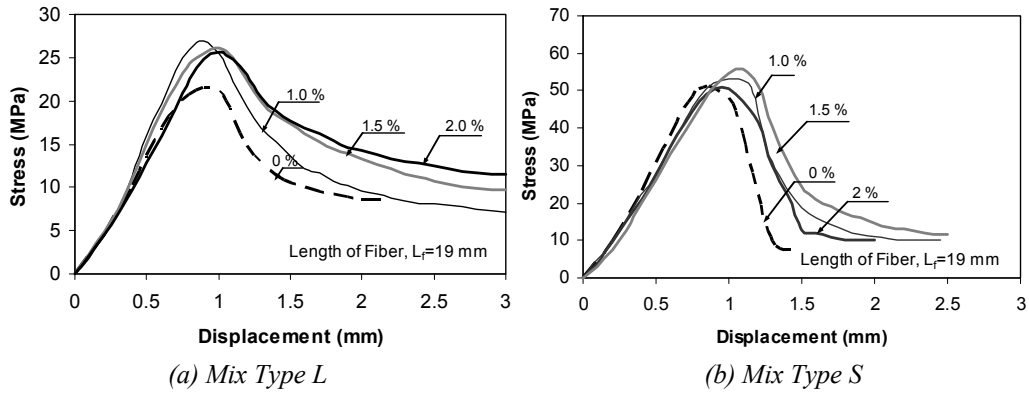 30
25
20
15
10
5
0
Stress (MPa)
1.0 %
1.5 %
2.0 %
0 %
Length of Fiber, Lf=19 mm
0 0.5 1 1.5 2 2.5 3
Displacement (mm)
(a) Mix Type L
70
60
50
40
30
20
10
0
Stress (MPa)
1.0 %
1.5 %
0 %
2 %
Length of Fiber, Lf=19 mm
0 0.5 1 1.5 2 2.5 3
Displacement (mm)
(b) Mix Type S